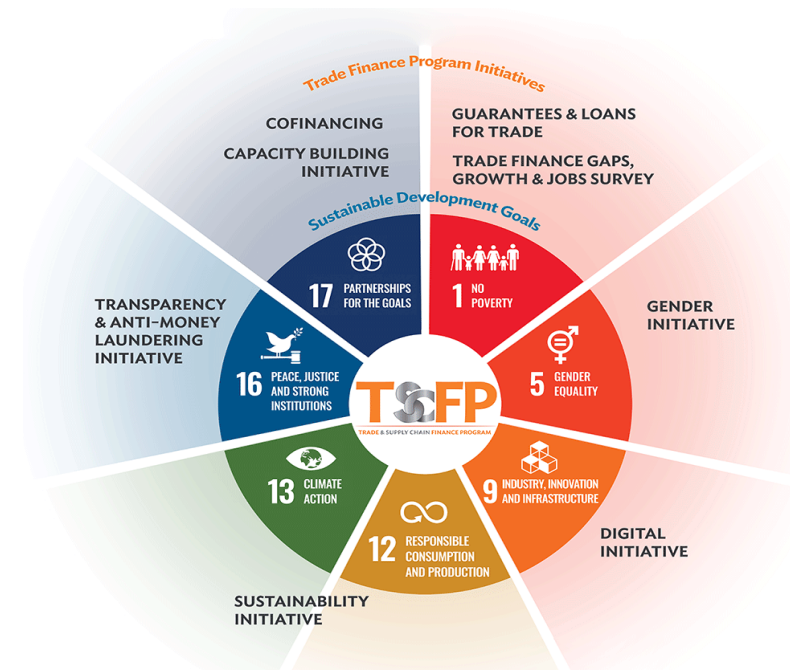 Trade Finance Program Initiatives
COFINANCING
CAPACITY BUILDING
INITIATIVE
GUARANTEES & LOANS
FOR TRADE
TRADE FINANCE GAPS,
GROWTH & JOBS SURVEY
Sustainable Development Goals
17 PARTNERSHIPS
FOR THE GOALS
1 NO
POVERTY
TRANSPARENCY
& ANTI-MONEY
LAUNDERING
INITIATIVE
GENDER
INITIATIVE
16 PEACE, JUSTICE
AND STRONG
INSTITUTIONS
5 GENDER
EQUALITY
TSCFP
TRADE & SUPPLY CHAIN FINANCE PROGRAM
13 CLIMATE
ACTION
9 INDUSTRY, INNOVATION
AND INFRASTRUCTURE
12 RESPONSIBLE
CONSUMPTION
AND PRODUCTION
DIGITAL
INITIATIVE
SUSTAINABILITY
INITIATIVE